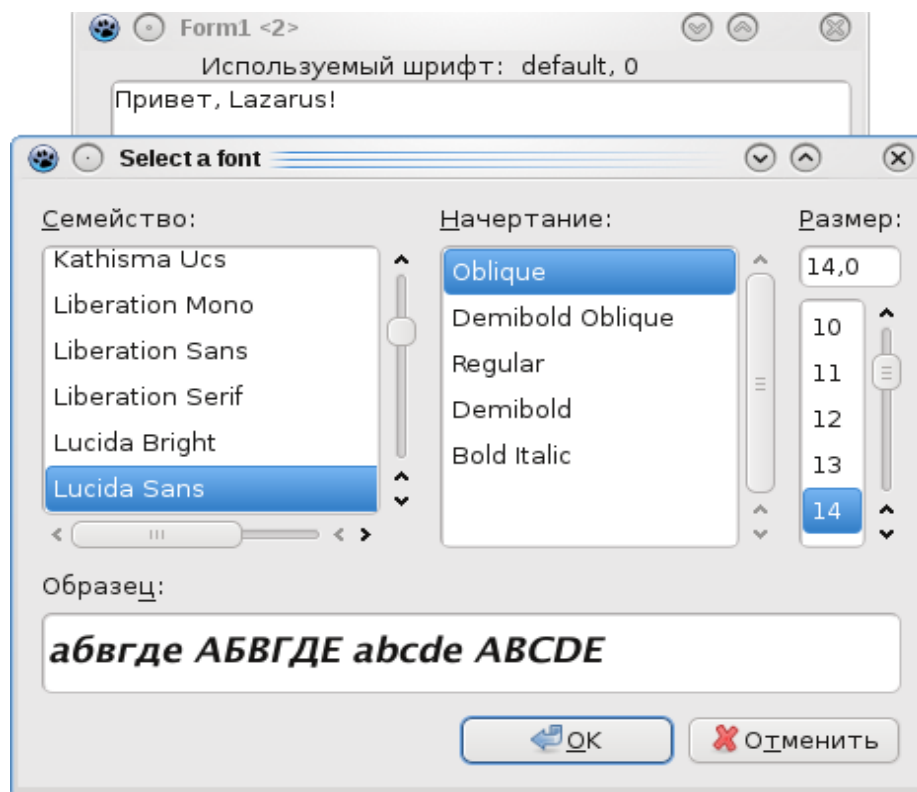 Form1 <2>
Используемый шрифт: default, 0
Привет, Lazarus!
Select a font
Семейство:
Kathisma Ucs
Liberation Mono
Liberation Sans
Liberation Serif
Lucida Bright
Lucida Sans
Начертание:
Oblique
Demibold Oblique
Regular
Demibold
Bold Italic
Размер:
14,0
10
11
12
13
14
Образец:
абвгде АБВГДЕ abcde ABCDE
OK
Отменить